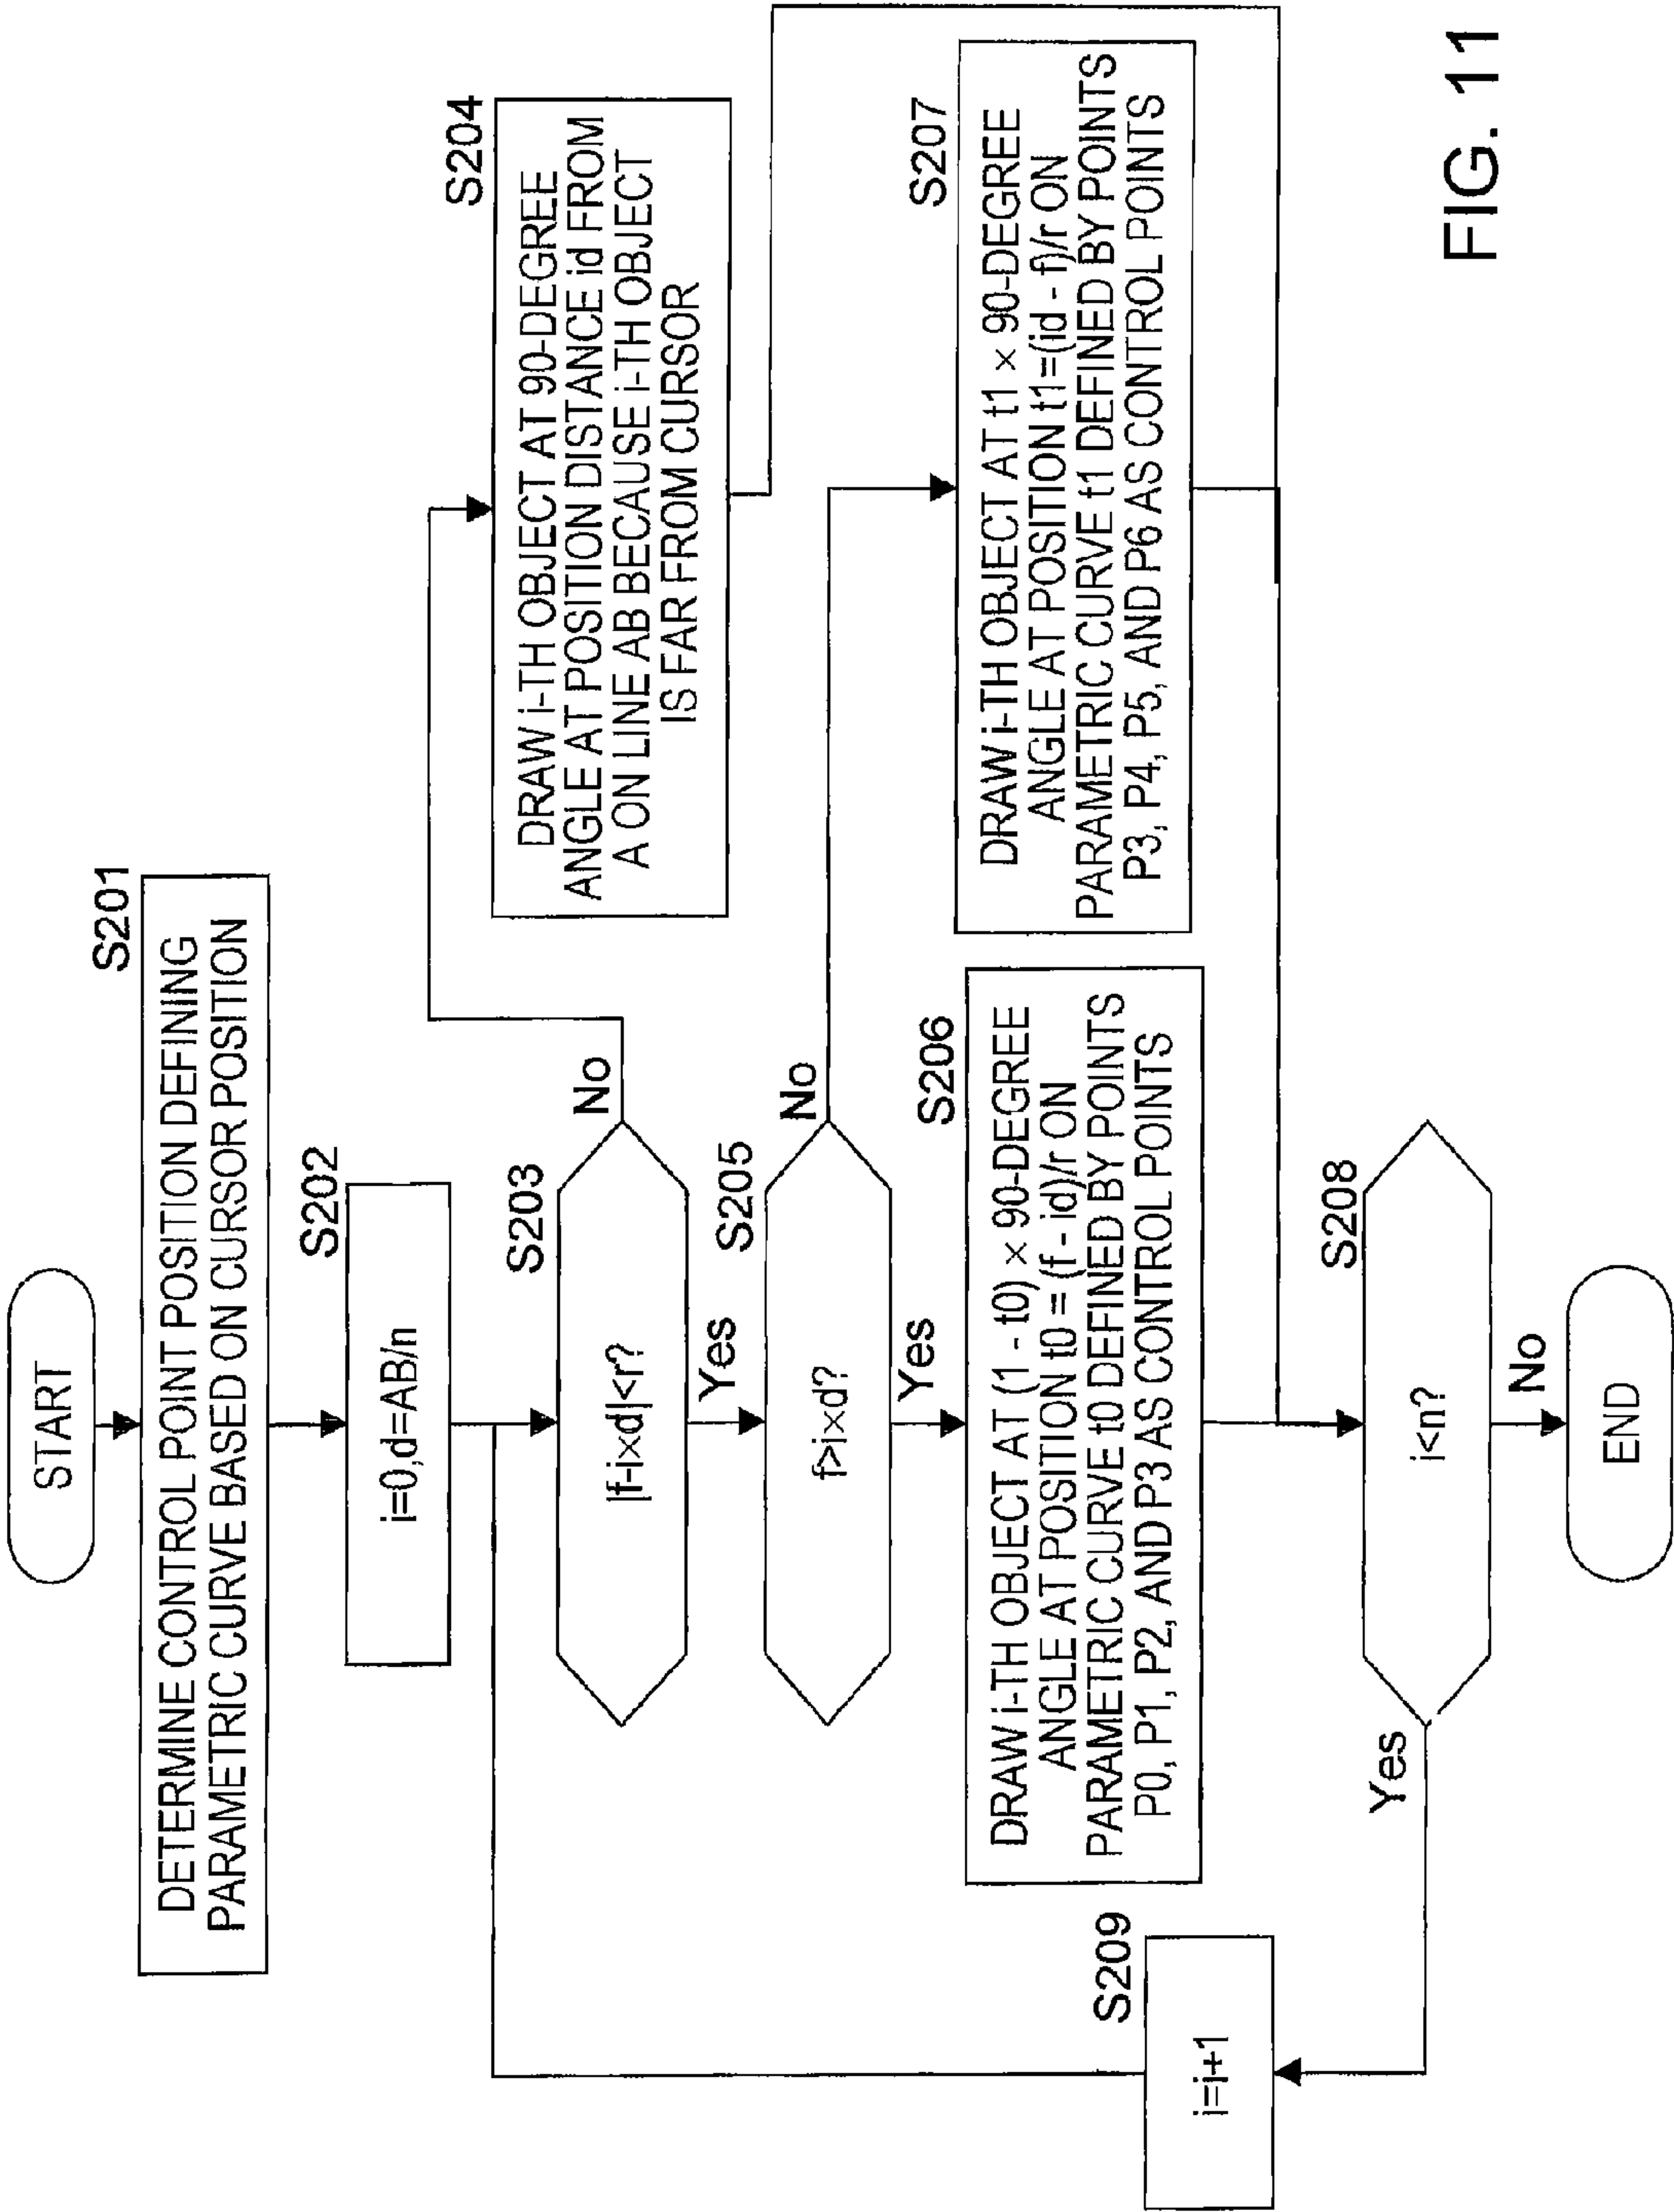 START
S201
DETERMINE CONTROL POINT POSITION DEFINING
PARAMETRIC CURVE BASED ON CURSOR POSITION
S202
i=0,d=AB/n
S203
|f-i×d|<r?
No
Yes
S204
DRAW i-TH OBJECT AT 90-DEGREE
ANGLE AT POSITION DISTANCE id FROM
A ON LINE AB BECAUSE i-TH OBJECT
IS FAR FROM CURSOR
S205
f>i×d?
No
Yes
S206
DRAW i-TH OBJECT AT (1 - t0) × 90-DEGREE
ANGLE AT POSITION t0 = (f - id)/r ON
PARAMETRIC CURVE t0 DEFINED BY POINTS
P0, P1, P2, AND P3 AS CONTROL POINTS
S207
DRAW i-TH OBJECT AT t1 × 90-DEGREE
ANGLE AT POSITION t1=(id - f)/r ON
PARAMETRIC CURVE t1 DEFINED BY POINTS
P3, P4, P5, AND P6 AS CONTROL POINTS
S208
i<n?
Yes
No
S209
i=i+1
END
FIG. 11